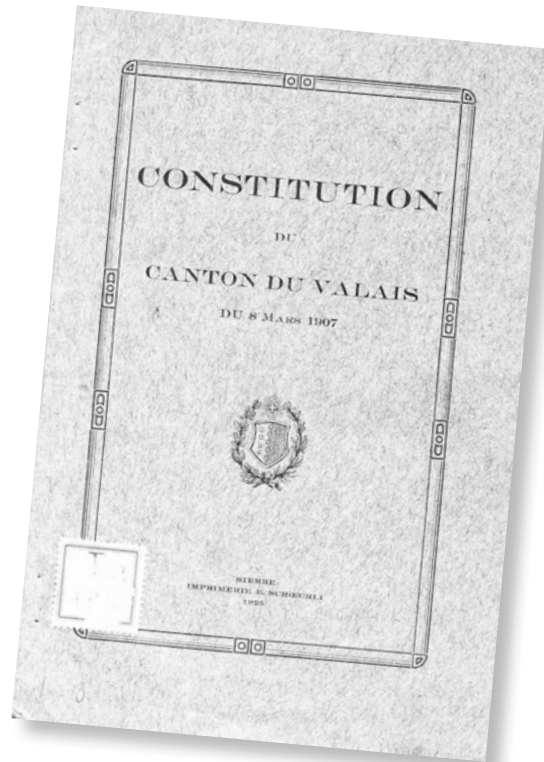 CONSTITUTION
DU
CANTON DU VALAIS
DU 8 MARS 1907
SIERRE
IMPRIMERIE